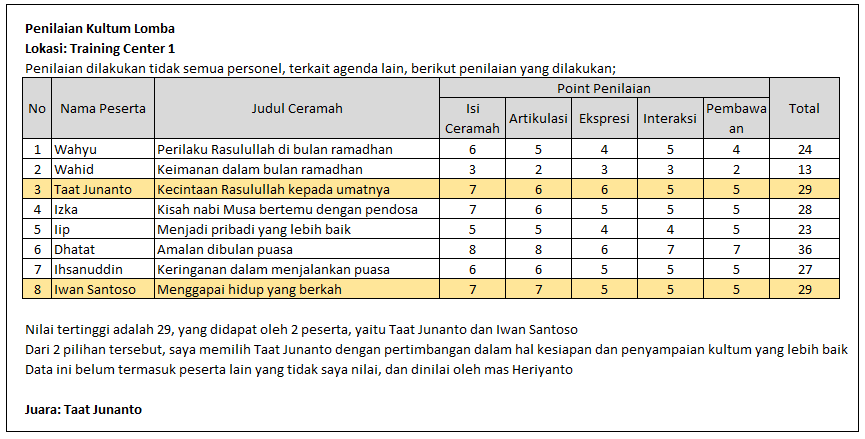 Penilaian Kultum Lomba
Lokasi: Training Center 1
Penilaian dilakukan tidak semua personel, terkait agenda lain, berikut penilaian yang dilakukan;
No Nama Peserta Judul Ceramah Point Penilaian Total
Isi Ceramah Artikulasi Ekspresi Interaksi Pembawaan
1 Wahyu Perilaku Rasulullah di bulan ramadhan 6 5 4 5 4 24
2 Wahid Keimanan dalam bulan ramadhan 3 2 3 3 2 13
3 Taat Junanto Kecintaan Rasulullah kepada umatnya 7 6 6 5 5 29
4 Izka Kisah nabi Musa bertemu dengan pendosa 7 6 5 5 5 28
5 Iip Menjadi pribadi yang lebih baik 5 5 4 4 5 23
6 Dhatat Amalan dibulan puasa 8 8 6 7 7 36
7 Ihsanuddin Keringanan dalam menjalankan puasa 6 6 5 5 5 27
8 Iwan Santoso Menggapai hidup yang berkah 7 7 5 5 5 29
Nilai tertinggi adalah 29, yang didapat oleh 2 peserta, yaitu Taat Junanto dan Iwan Santoso
Dari 2 pilihan tersebut, saya memilih Taat Junanto dengan pertimbangan dalam hal kesiapan dan penyampaian kultum yang lebih baik
Data ini belum termasuk peserta lain yang tidak saya nilai, dan dinilai oleh mas Heriyanto
Juara: Taat Junanto